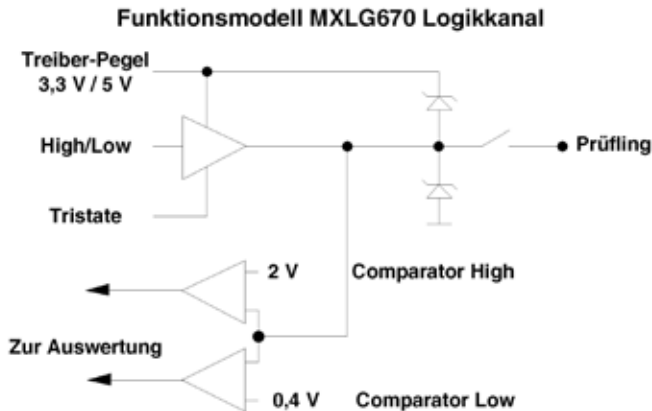 Funktionsmodell MXLG670 Logikkanal
Treiber-Pegel
3,3 V / 5 V
High/Low
Prüfling
Tristate
2 V
Comparator High
Zur Auswertung
0,4 V
Comparator Low